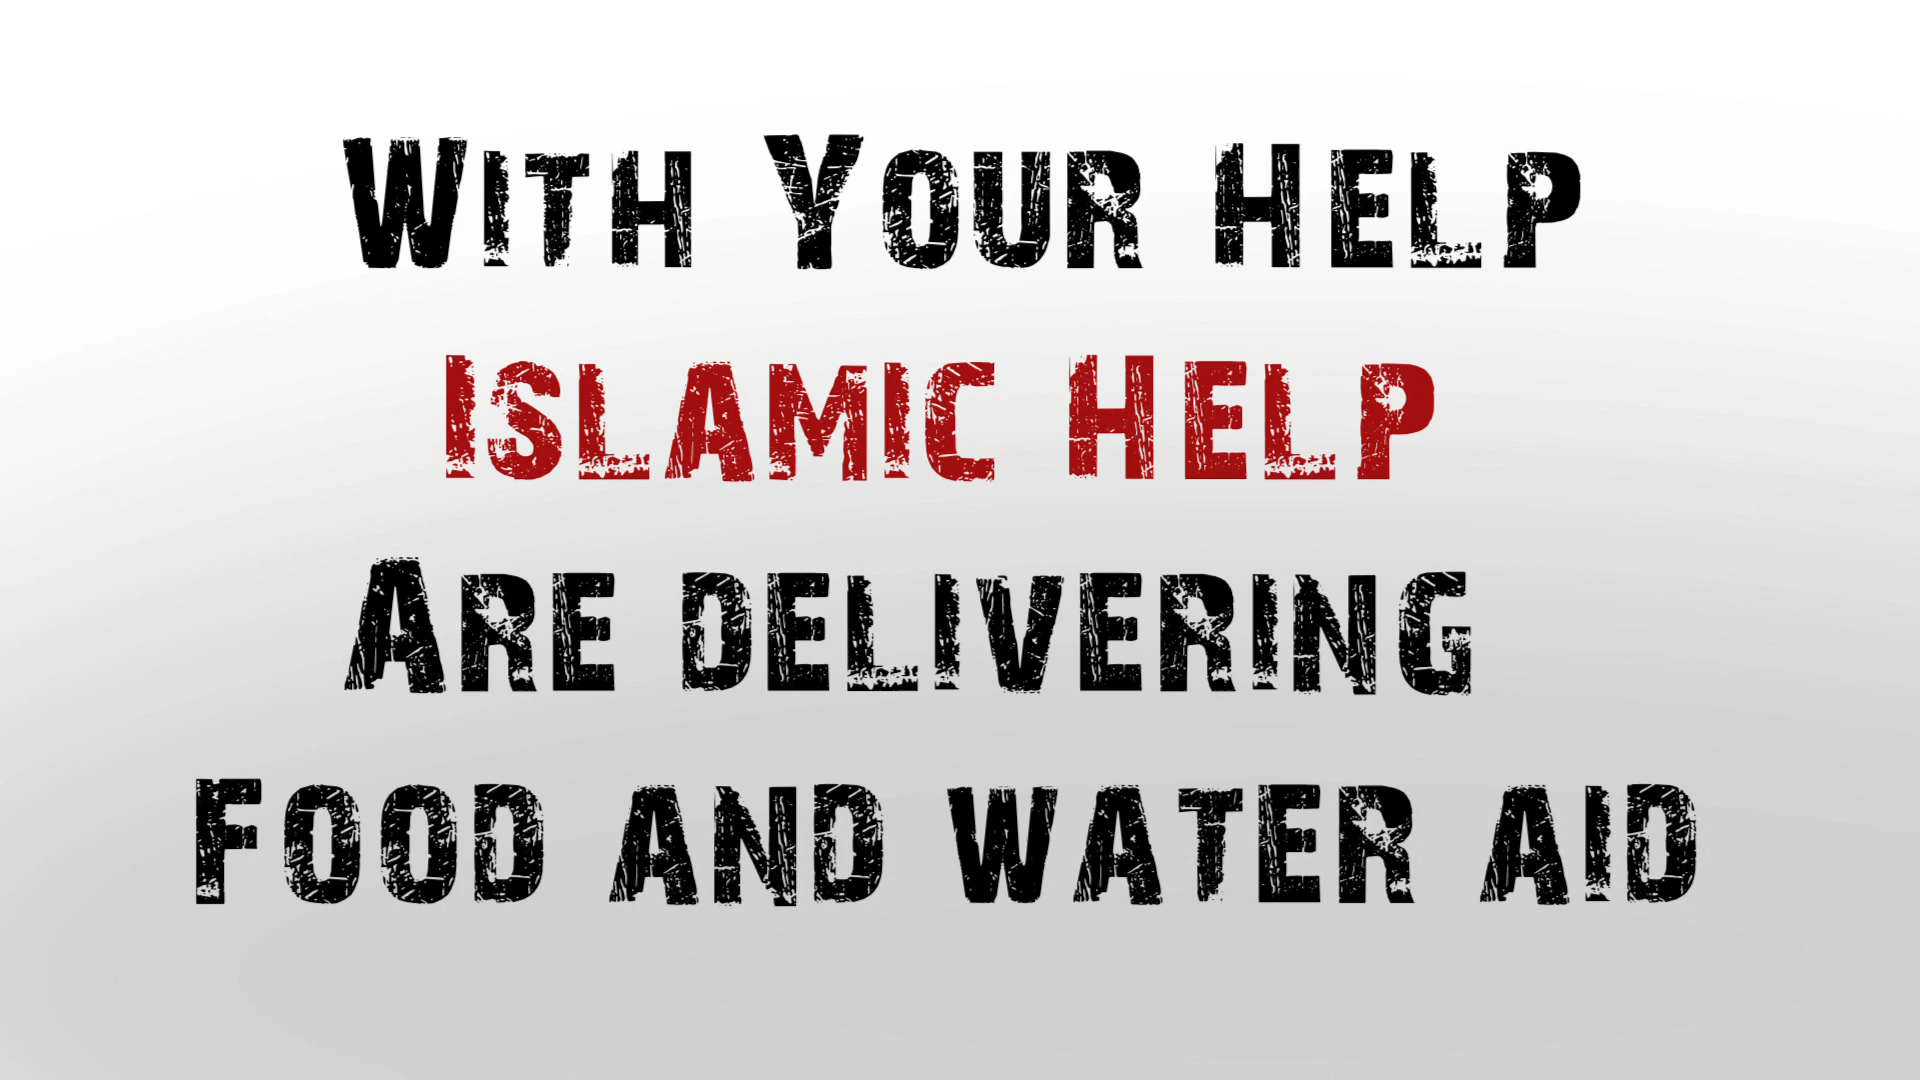 With Your Help
Islamic Help
Are delivering
Food and water aid